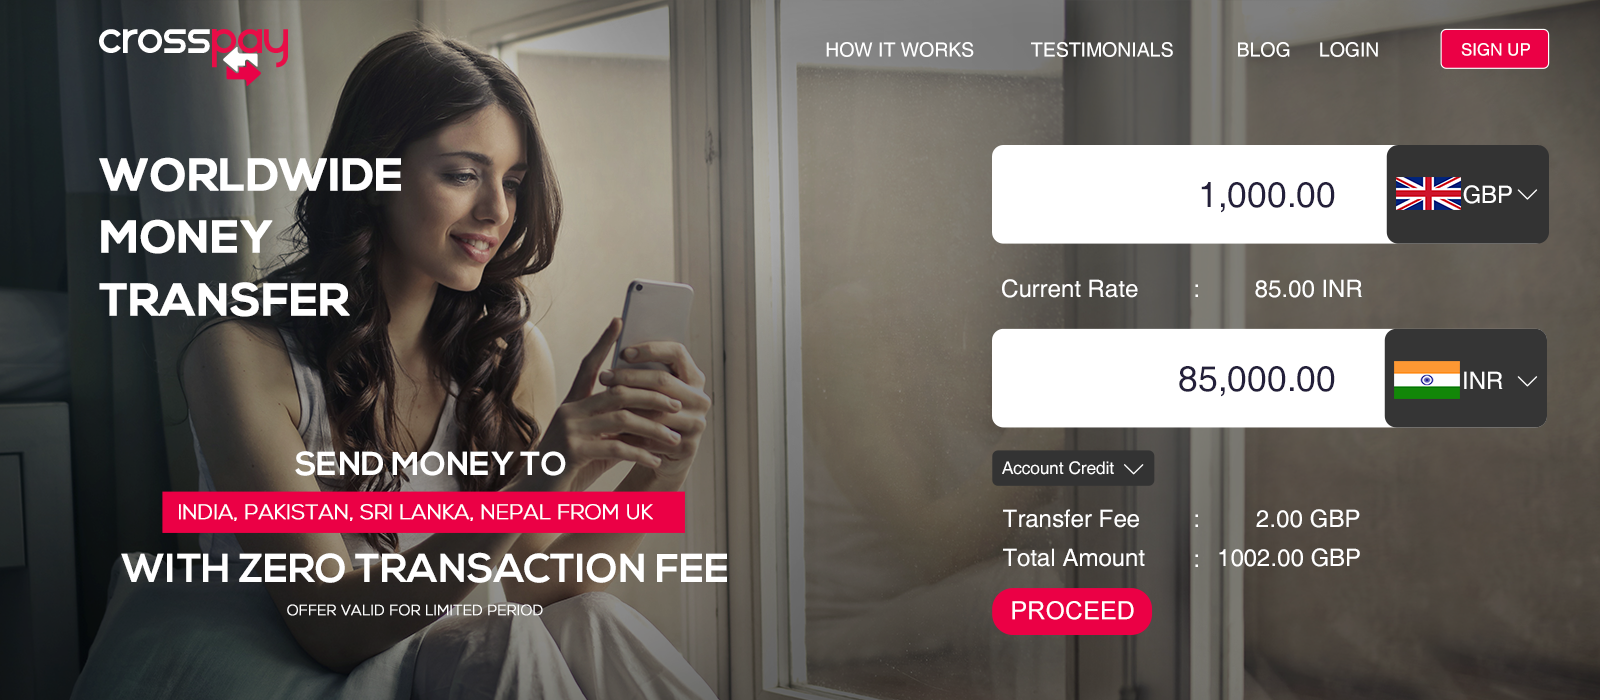 crosspay
HOW IT WORKS
TESTIMONIALS
BLOG
LOGIN
SIGN UP
WORLDWIDE
MONEY
TRANSFER
SEND MONEY TO
INDIA, PAKISTAN, SRI LANKA, NEPAL FROM UK
WITH ZERO TRANSACTION FEE
OFFER VALID FOR LIMITED PERIOD
1,000.00 GBP
Current Rate : 85.00 INR
85,000.00 INR
Account Credit
Transfer Fee : 2.00 GBP
Total Amount : 1002.00 GBP
PROCEED